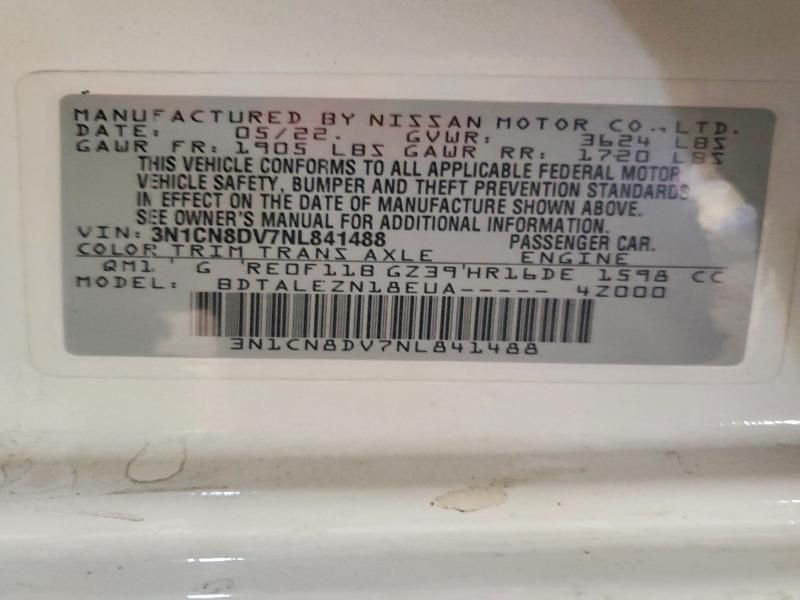 MANUFACTURED BY NISSAN MOTOR CO., LTD.
DATE: 05/22. GVWR: 3624 LBS
GAWR FR: 1905 LBS GAWR RR: 1720 LBS
THIS VEHICLE CONFORMS TO ALL APPLICABLE FEDERAL MOTOR
VEHICLE SAFETY, BUMPER AND THEFT PREVENTION STANDARDS
IN EFFECT ON THE DATE OF MANUFACTURE SHOWN ABOVE.
SEE OWNER'S MANUAL FOR ADDITIONAL INFORMATION.
VIN: 3N1CN8DV7NL841488 PASSENGER CAR.
COLOR TRIM TRANS AXLE ENGINE
QM1 G RE0F11B GZ39 HR16DE 1598 CC
MODEL: BDTALEZN18EUA----- 4Z000
3N1CN8DV7NL841488